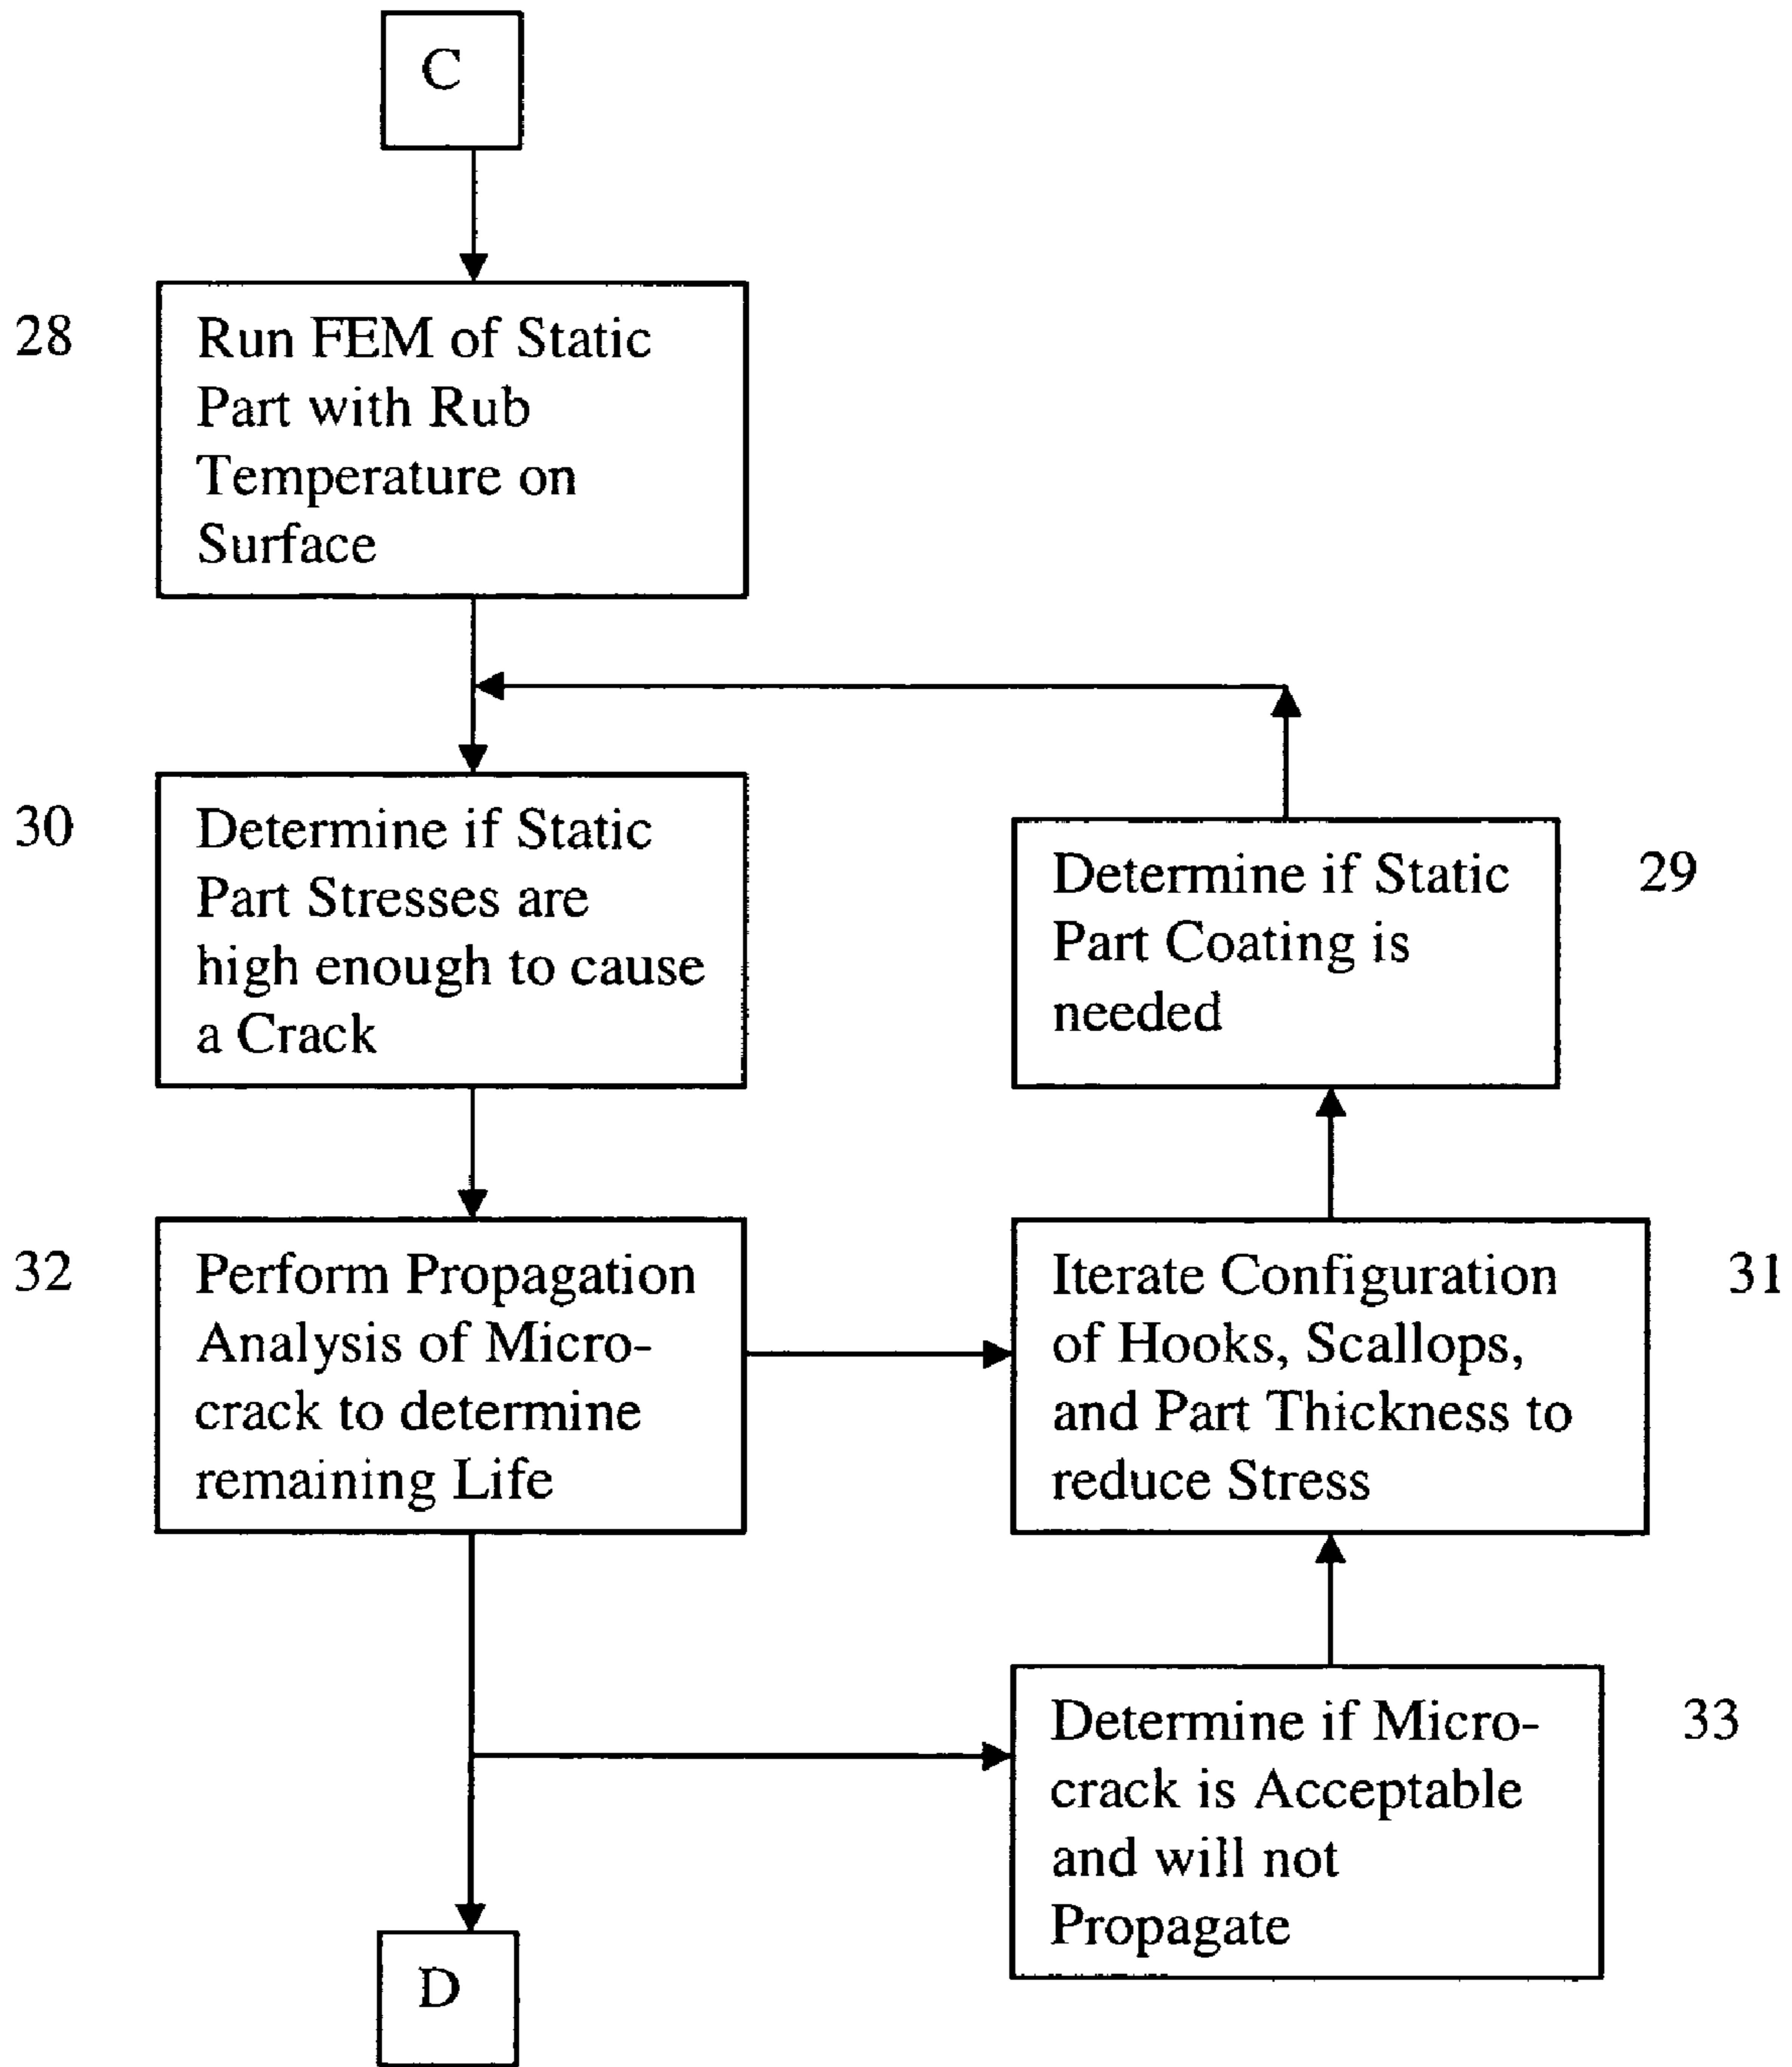 C
28
Run FEM of Static
Part with Rub
Temperature on
Surface
30
Determine if Static
Part Stresses are
high enough to cause
a Crack
Determine if Static
Part Coating is
needed
29
32
Perform Propagation
Analysis of Micro-
crack to determine
remaining Life
Iterate Configuration
of Hooks, Scallops,
and Part Thickness to
reduce Stress
31
Determine if Micro-
crack is Acceptable
and will not
Propagate
33
D